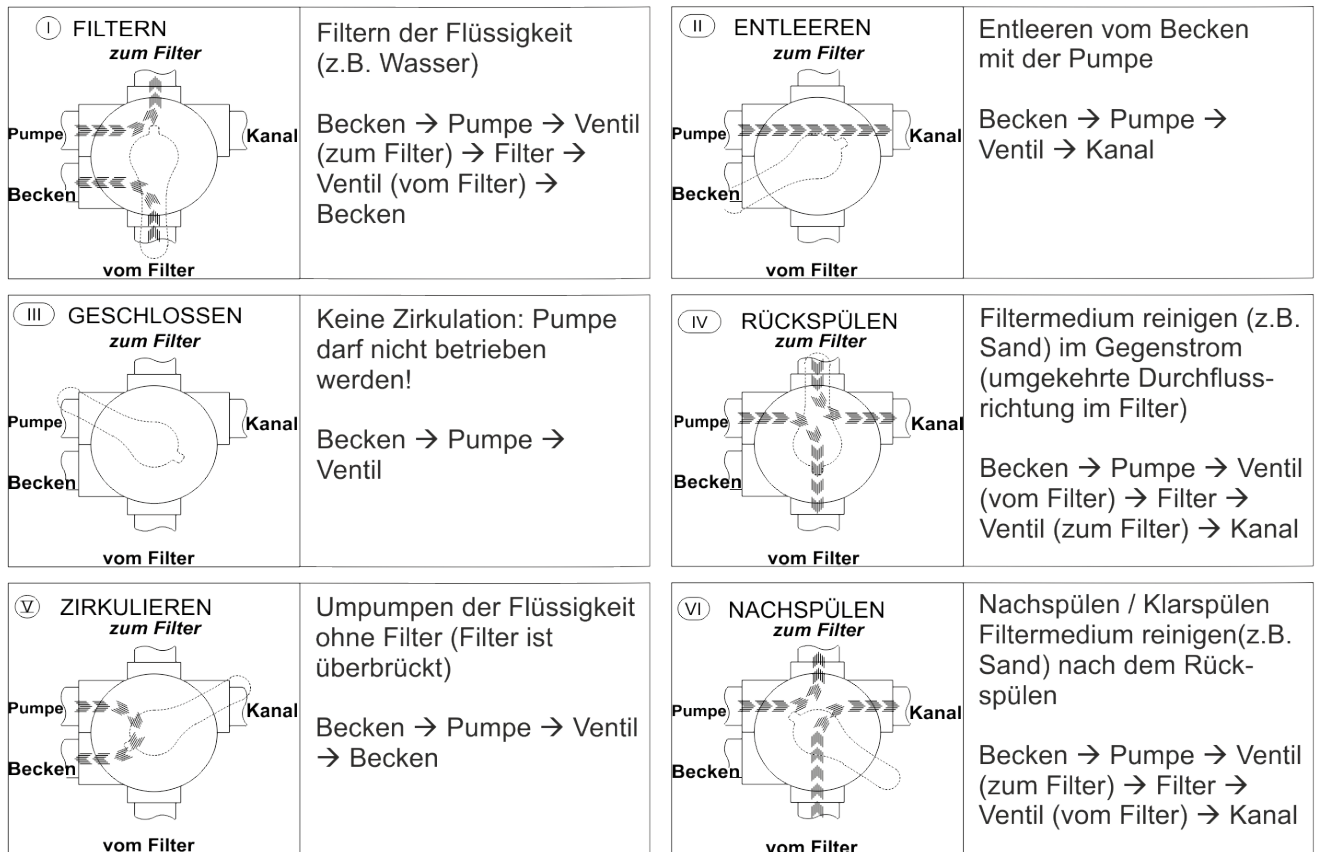 I FILTERN
zum Filter
Pumpe
Kanal
Becken
vom Filter
Filtern der Flüssigkeit
(z.B. Wasser)
Becken → Pumpe → Ventil
(zum Filter) → Filter →
Ventil (vom Filter) →
Becken
II ENTLEEREN
zum Filter
Pumpe
Kanal
Becken
vom Filter
Entleeren vom Becken
mit der Pumpe
Becken → Pumpe →
Ventil → Kanal
III GESCHLOSSEN
zum Filter
Pumpe
Kanal
Becken
vom Filter
Keine Zirkulation: Pumpe
darf nicht betrieben
werden!
Becken → Pumpe →
Ventil
IV RÜCKSPÜLEN
zum Filter
Pumpe
Kanal
Becken
vom Filter
Filtermedium reinigen (z.B.
Sand) im Gegenstrom
(umgekehrte Durchfluss-
richtung im Filter)
Becken → Pumpe → Ventil
(vom Filter) → Filter →
Ventil (zum Filter) → Kanal
V ZIRKULIEREN
zum Filter
Pumpe
Kanal
Becken
vom Filter
Umpumpen der Flüssigkeit
ohne Filter (Filter ist
überbrückt)
Becken → Pumpe → Ventil
→ Becken
VI NACHSPÜLEN
zum Filter
Pumpe
Kanal
Becken
vom Filter
Nachspülen / Klarspülen
Filtermedium reinigen(z.B.
Sand) nach dem Rück-
spülen
Becken → Pumpe → Ventil
(zum Filter) → Filter →
Ventil (vom Filter) → Kanal